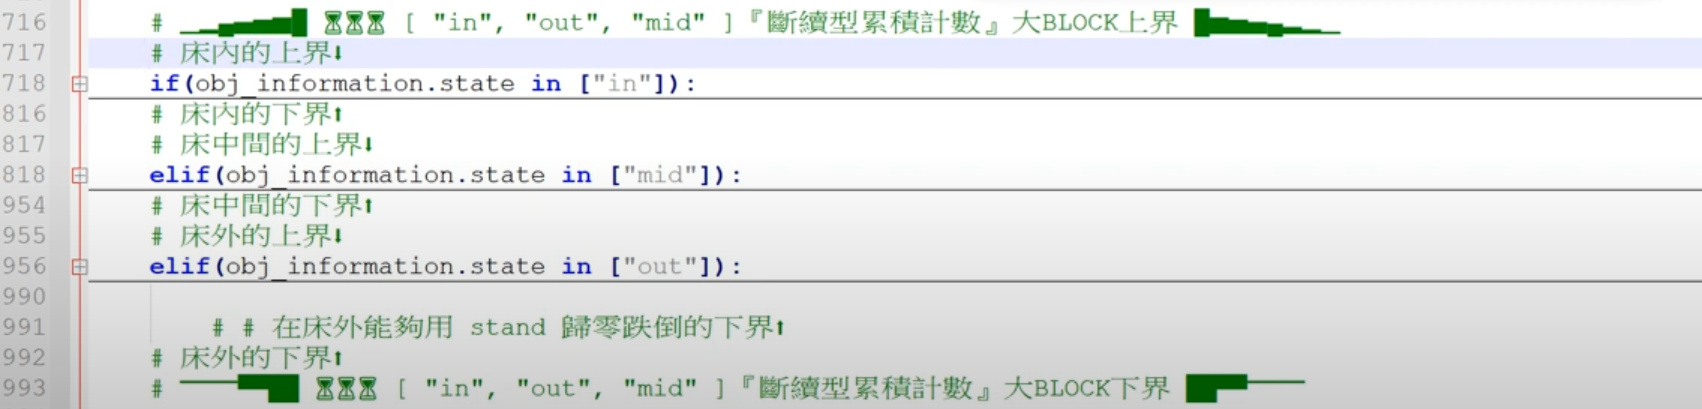 716 # ▁▂▃▄▅▆▇█ ⌛⌛⌛ [ "in", "out", "mid" ]『斷續型累積計數』大BLOCK上界 █▇▆▅▄▃▂▁
717 # 床內的上界⬇
718 if(obj_information.state in ["in"]):
816 # 床內的下界⬆
817 # 床中間的上界⬇
818 elif(obj_information.state in ["mid"]):
954 # 床中間的下界⬆
955 # 床外的上界⬇
956 elif(obj_information.state in ["out"]):
990
991 # # 在床外能夠用 stand 歸零跌倒的下界⬆
992 # 床外的下界⬆
993 # ⌛⌛⌛ [ "in", "out", "mid" ]『斷續型累積計數』大BLOCK下界